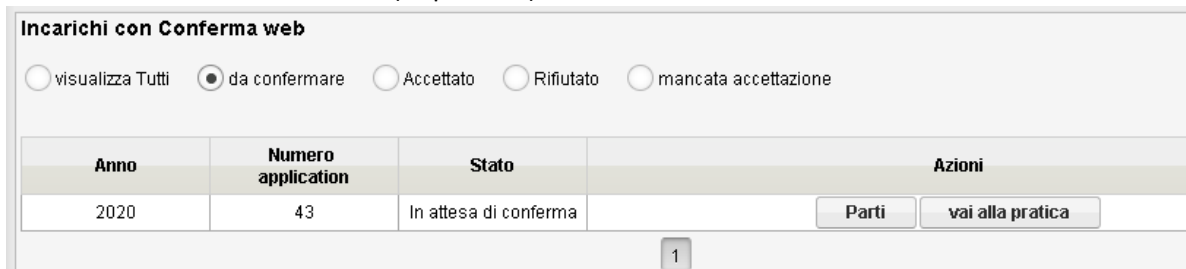 Incarichi con Conferma web
visualizza Tutti da confermare Accettato Rifiutato mancata accettazione
Anno Numero application Stato Azioni
2020 43 In attesa di conferma Parti vai alla pratica
1